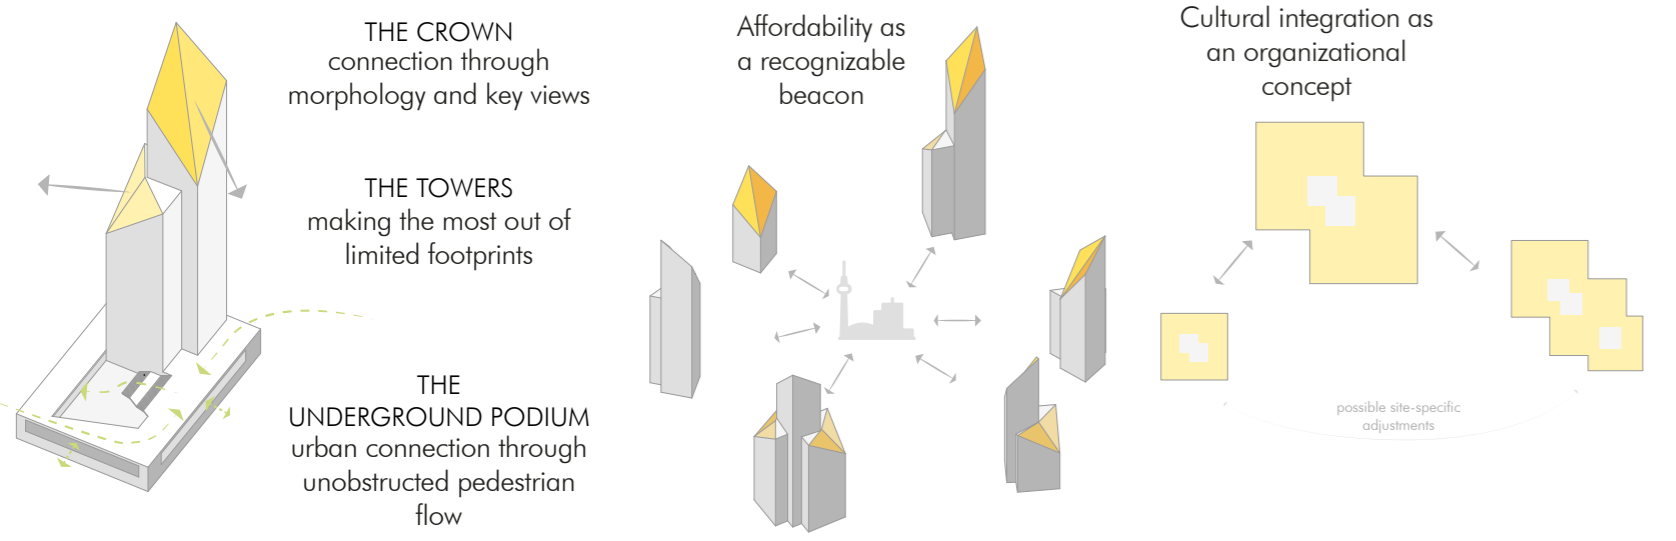 THE CROWN
connection through
morphology and key views
THE TOWERS
making the most out of
limited footprints
THE
UNDERGROUND PODIUM
urban connection through
unobstructed pedestrian
flow
Affordability as
a recognizable
beacon
Cultural integration as
an organizational
concept
possible site-specific
adjustments